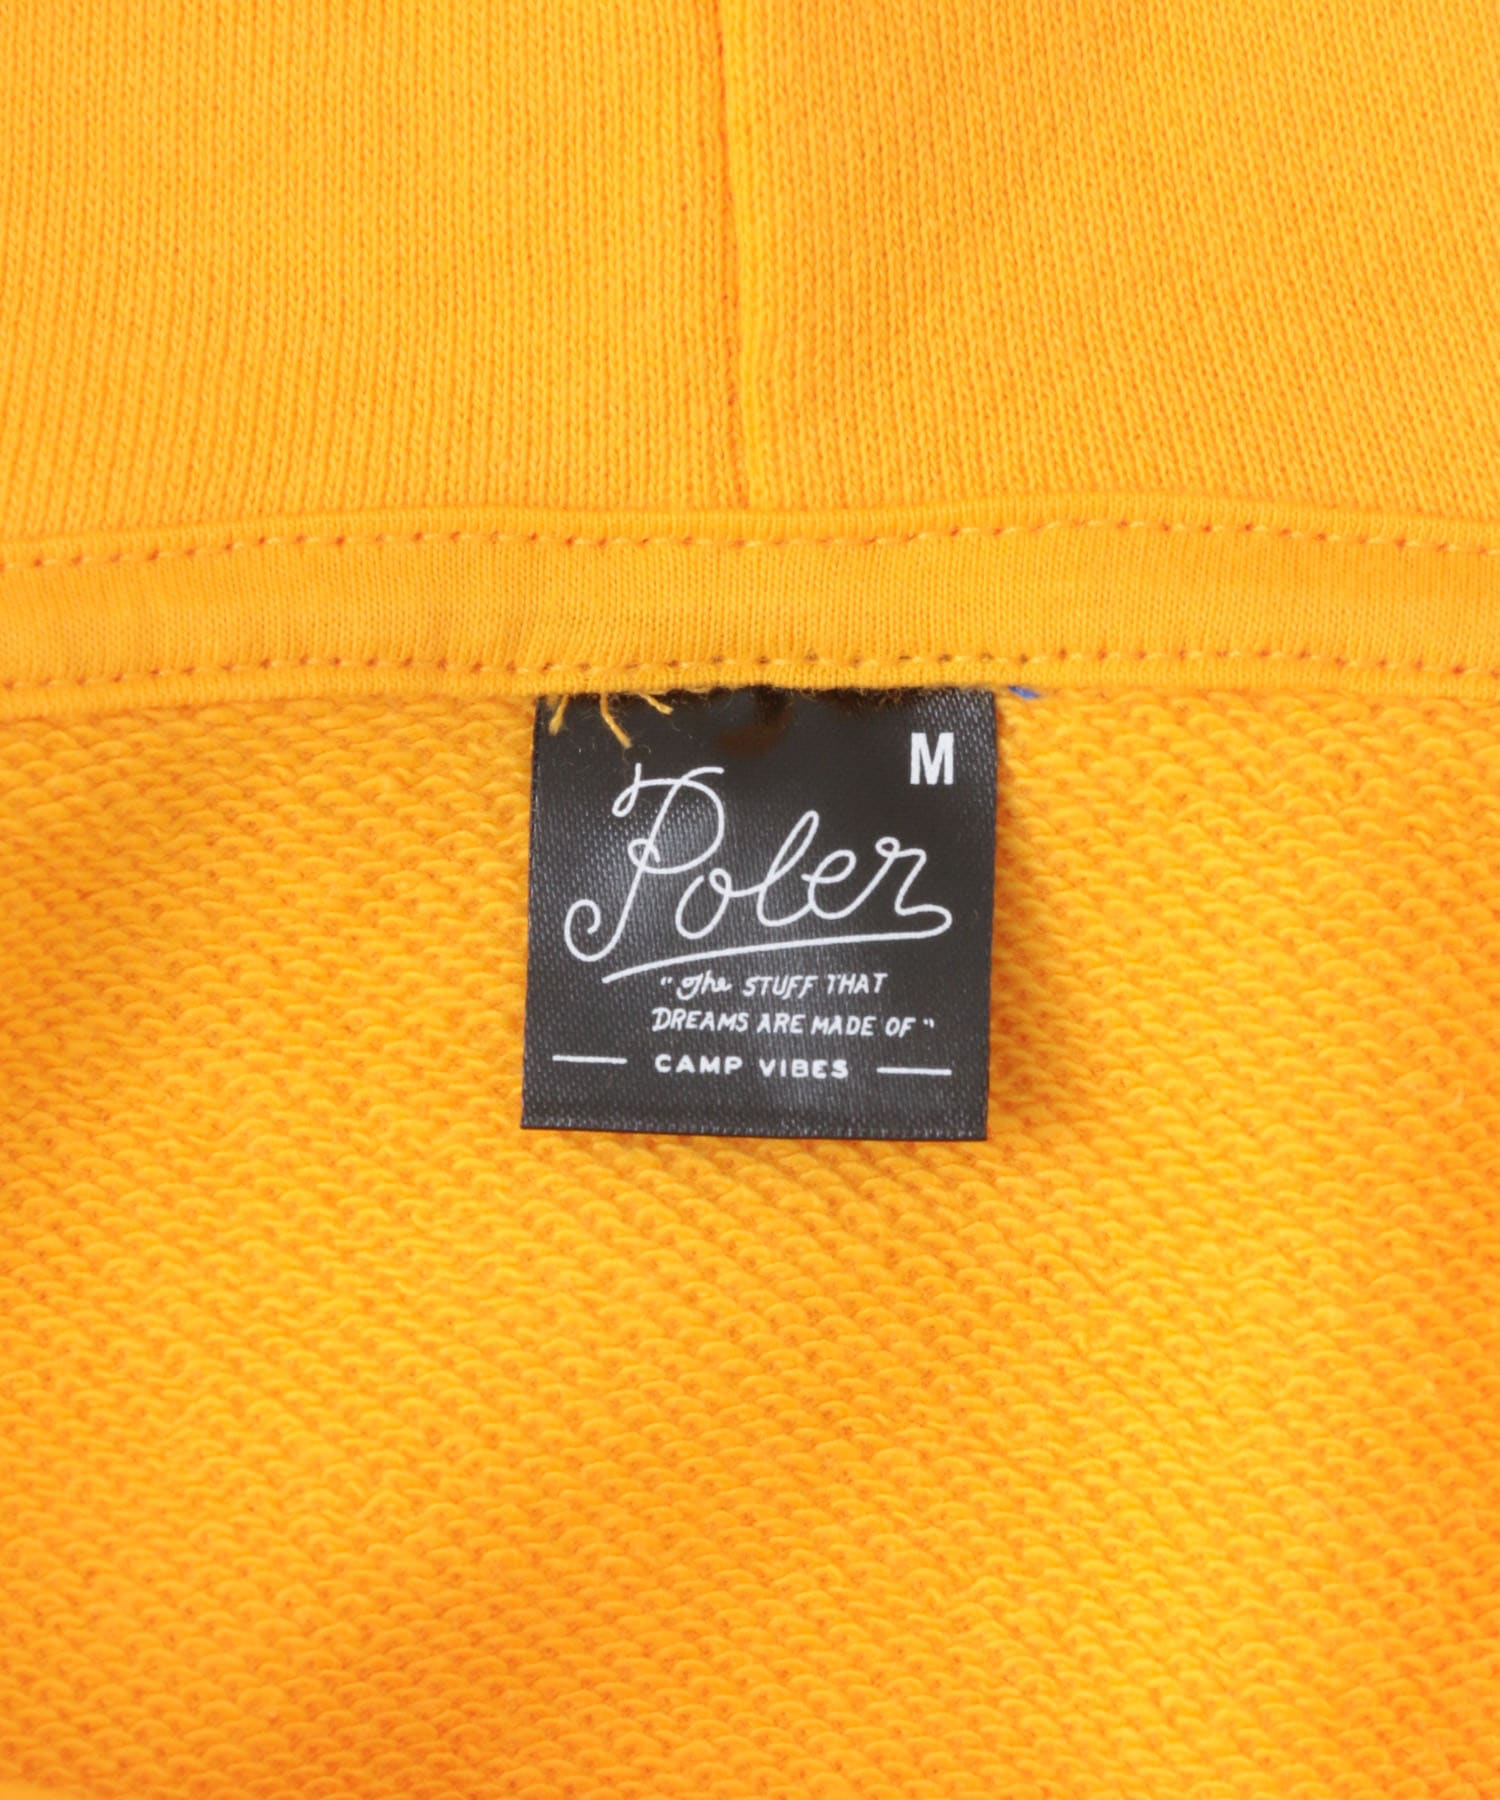 M
Poler
"The STUFF THAT
DREAMS ARE MADE OF"
CAMP VIBES